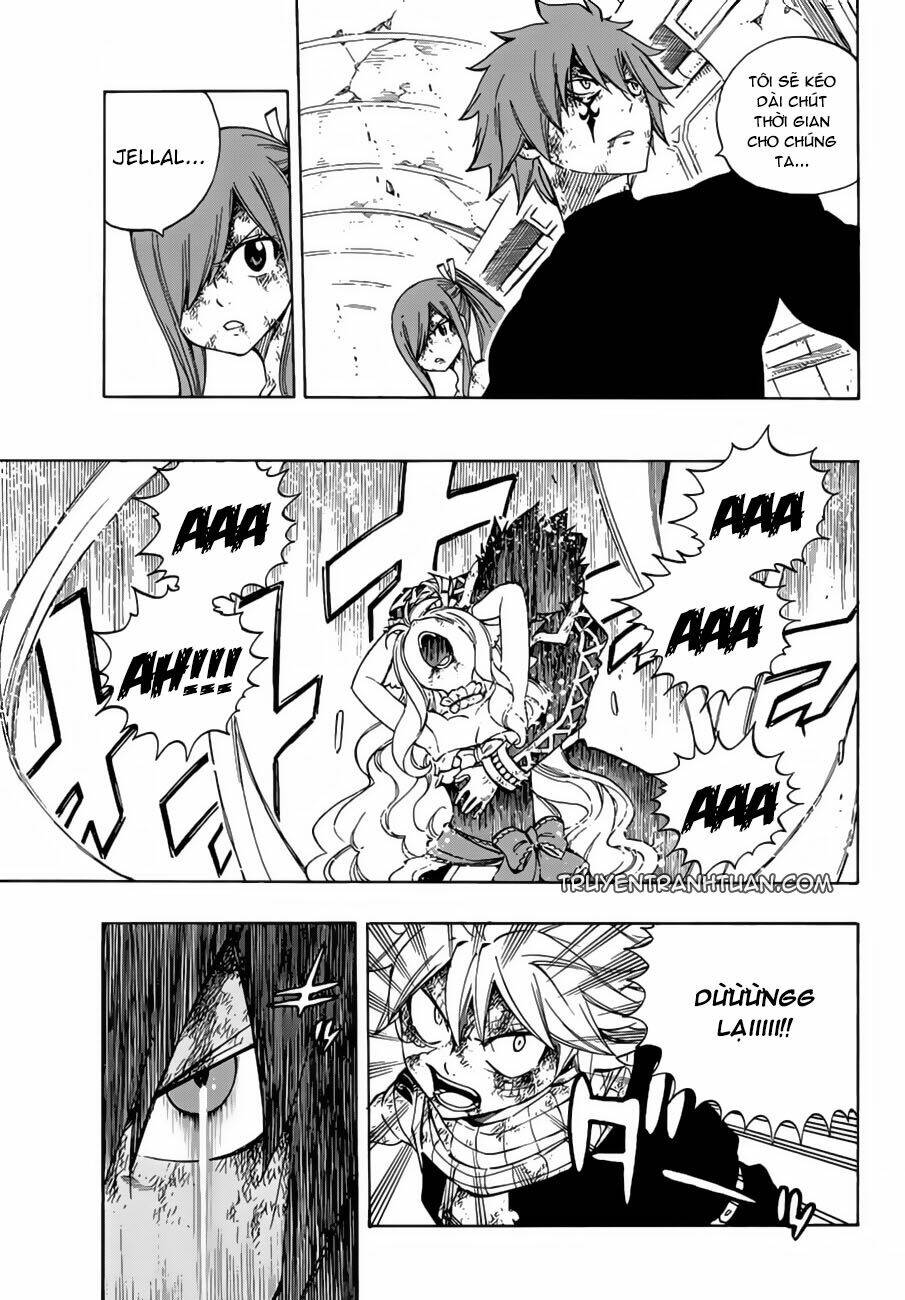 TÔI SẼ KÉO
DÀI CHÚT
THỜI GIAN
CHO CHÚNG
TA...
JELLAL...
AAA
AAA
AAA
AAA
AH!!!
TRUYENTRANHTUAN.COM
DỪỪỪNGG
LẠIIIII!!